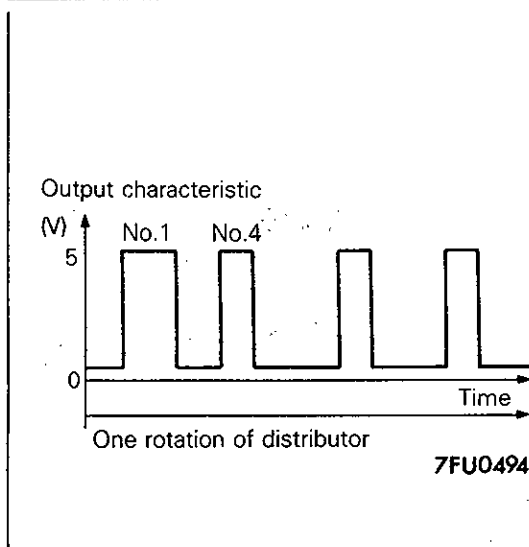 Output characteristic
(V)
No.1 No.4
5
0
Time
One rotation of distributor
7FU0494